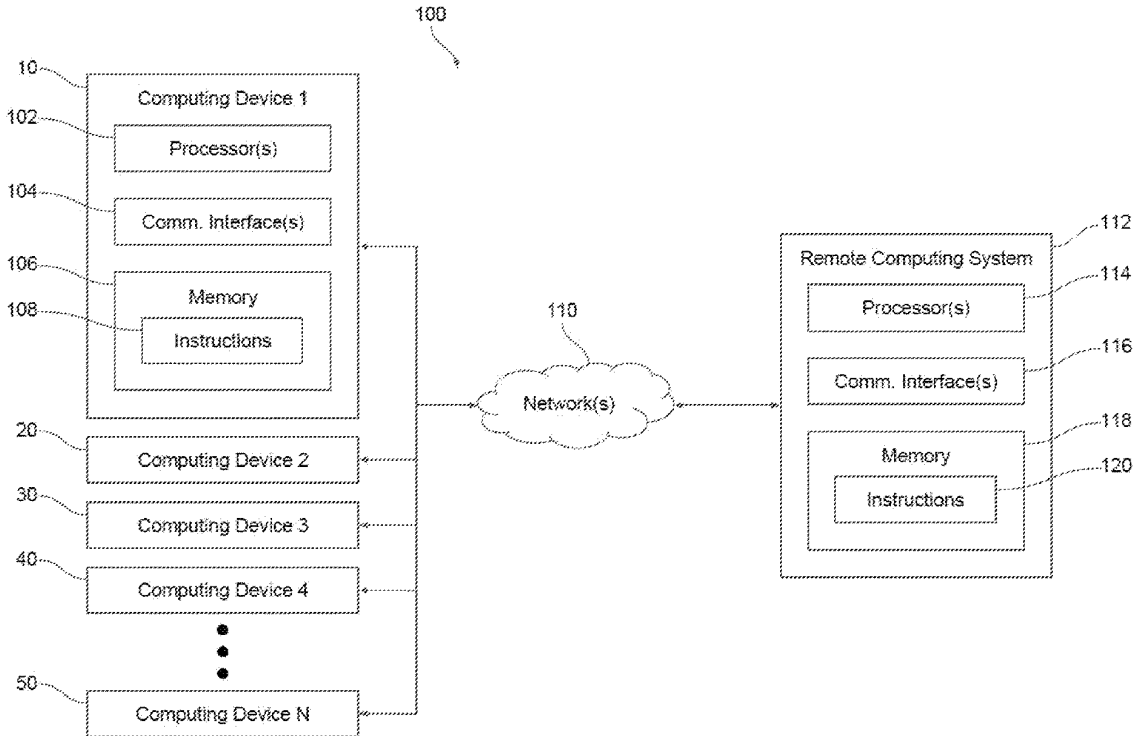 100
10
Computing Device 1
102
Processor(s)
104
Comm. Interface(s)
106
Memory
108
Instructions
20
Computing Device 2
30
Computing Device 3
40
Computing Device 4
50
Computing Device N
110
Network(s)
112
Remote Computing System
114
Processor(s)
116
Comm. Interface(s)
118
Memory
120
Instructions